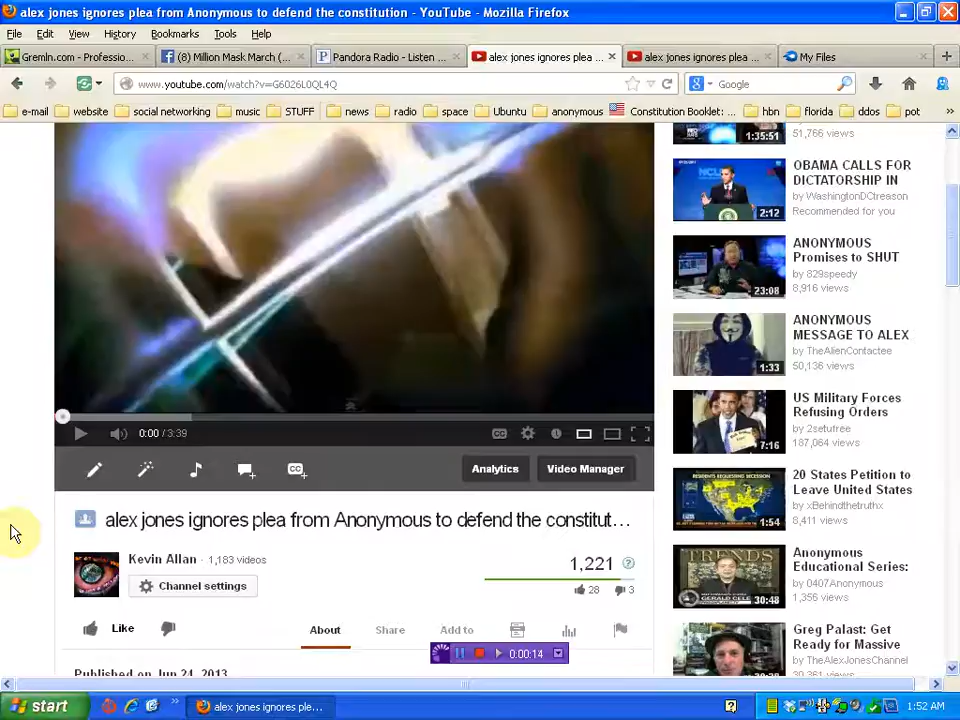 alex jones ignores plea from Anonymous to defend the constitution - YouTube - Mozilla Firefox
File Edit View History Bookmarks Tools Help
Gremln.com - Professio...
(8) Million Mask March (...
Pandora Radio - Listen ...
alex jones ignores plea ...
alex jones ignores plea ...
My Files
www.youtube.com/watch?v=G6026L0QL4Q
Google
e-mail website social networking music STUFF news radio space Ubuntu anonymous Constitution Booklet:... hbn florida ddos pot
51,766 views
1:35:51
OBAMA CALLS FOR
DICTATORSHIP IN
by WashingtonDCtreason
Recommended for you
2:12
ANONYMOUS
Promises to SHUT
by 829speedy
8,916 views
23:08
ANONYMOUS
MESSAGE TO ALEX
by TheAlienContactee
50,136 views
1:33
US Military Forces
Refusing Orders
by 2setufree
187,064 views
7:16
20 States Petition to
Leave United States
by xBehindthetruthx
8,411 views
1:54
Anonymous
Educational Series:
by 0407Anonymous
1,356 views
TRENDS
GERALD CELE
30:48
Greg Palast: Get
Ready for Massive
by TheAlexJonesChannel
0:00 / 3:39
CC
CC
Analytics
Video Manager
alex jones ignores plea from Anonymous to defend the constitut...
Kevin Allan · 1,183 videos
Channel settings
1,221
28 3
Like
About Share Add to
0:00:14
Published on Jun 24, 2013
start
alex jones ignores ple...
1:52 AM